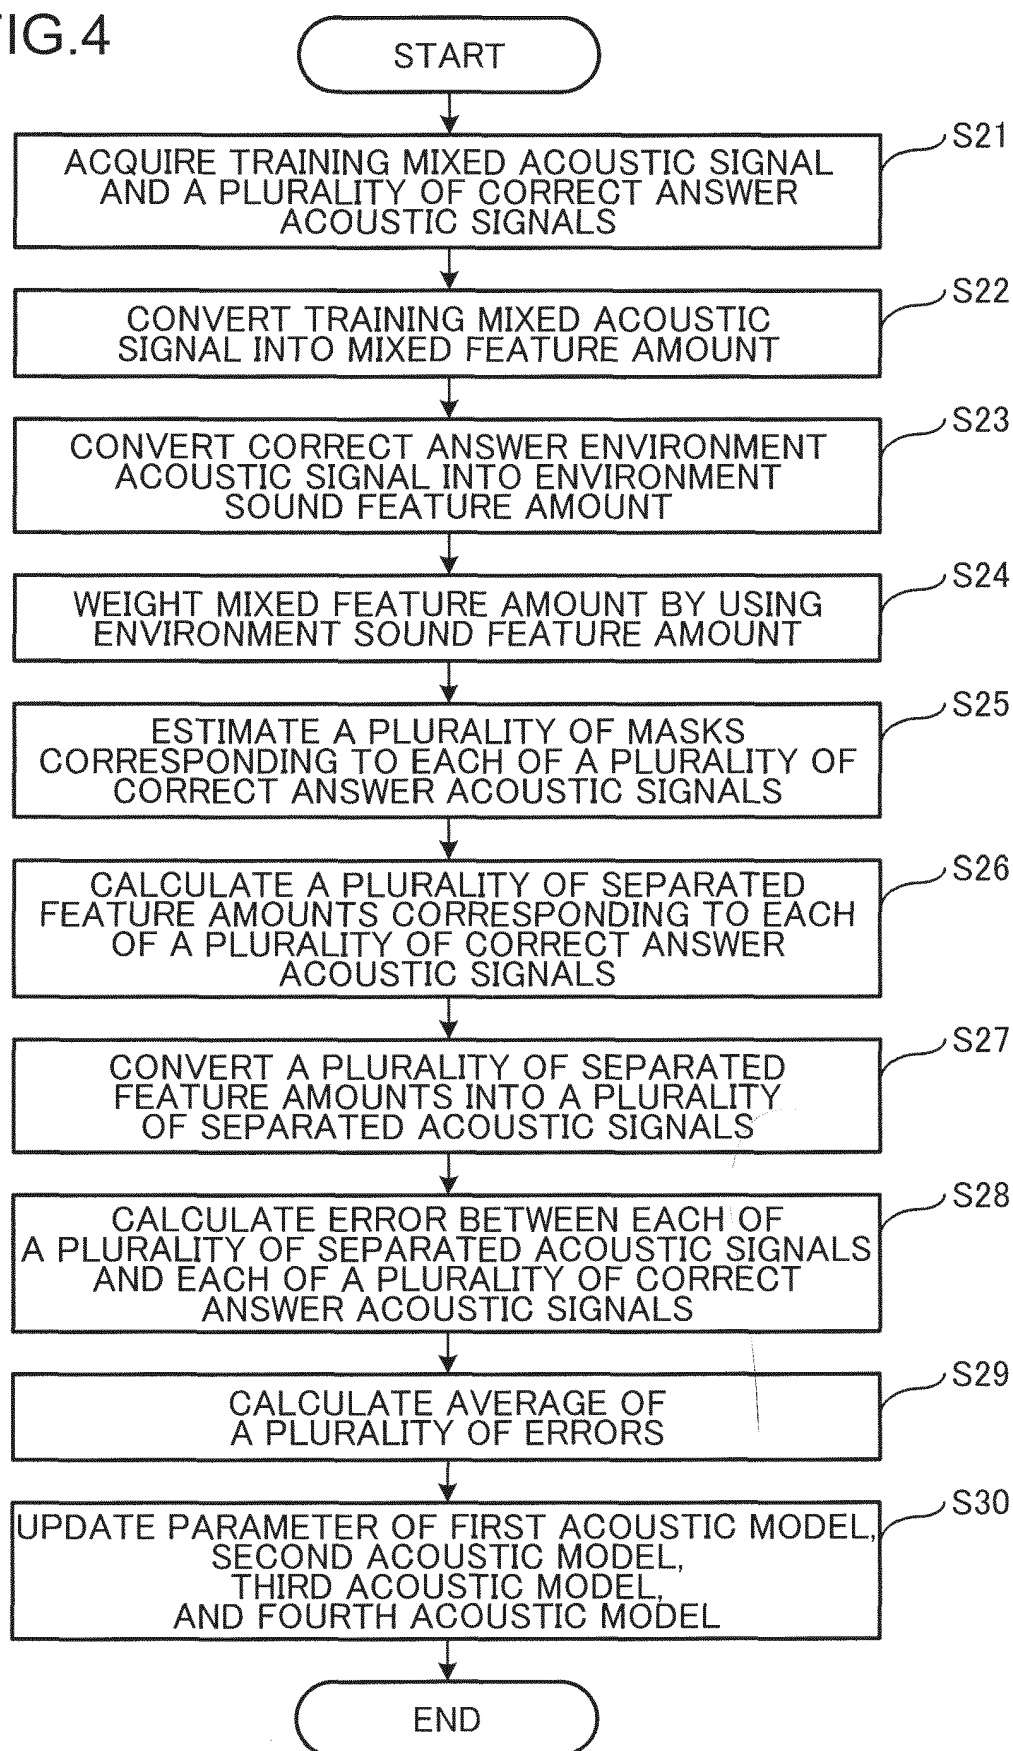 FIG.4
START
S21
ACQUIRE TRAINING MIXED ACOUSTIC SIGNAL
AND A PLURALITY OF CORRECT ANSWER
ACOUSTIC SIGNALS
S22
CONVERT TRAINING MIXED ACOUSTIC
SIGNAL INTO MIXED FEATURE AMOUNT
S23
CONVERT CORRECT ANSWER ENVIRONMENT
ACOUSTIC SIGNAL INTO ENVIRONMENT
SOUND FEATURE AMOUNT
S24
WEIGHT MIXED FEATURE AMOUNT BY USING
ENVIRONMENT SOUND FEATURE AMOUNT
S25
ESTIMATE A PLURALITY OF MASKS
CORRESPONDING TO EACH OF A PLURALITY OF
CORRECT ANSWER ACOUSTIC SIGNALS
S26
CALCULATE A PLURALITY OF SEPARATED
FEATURE AMOUNTS CORRESPONDING TO EACH
OF A PLURALITY OF CORRECT ANSWER
ACOUSTIC SIGNALS
S27
CONVERT A PLURALITY OF SEPARATED
FEATURE AMOUNTS INTO A PLURALITY
OF SEPARATED ACOUSTIC SIGNALS
S28
CALCULATE ERROR BETWEEN EACH OF
A PLURALITY OF SEPARATED ACOUSTIC SIGNALS
AND EACH OF A PLURALITY OF CORRECT
ANSWER ACOUSTIC SIGNALS
S29
CALCULATE AVERAGE OF
A PLURALITY OF ERRORS
S30
UPDATE PARAMETER OF FIRST ACOUSTIC MODEL,
SECOND ACOUSTIC MODEL,
THIRD ACOUSTIC MODEL,
AND FOURTH ACOUSTIC MODEL
END